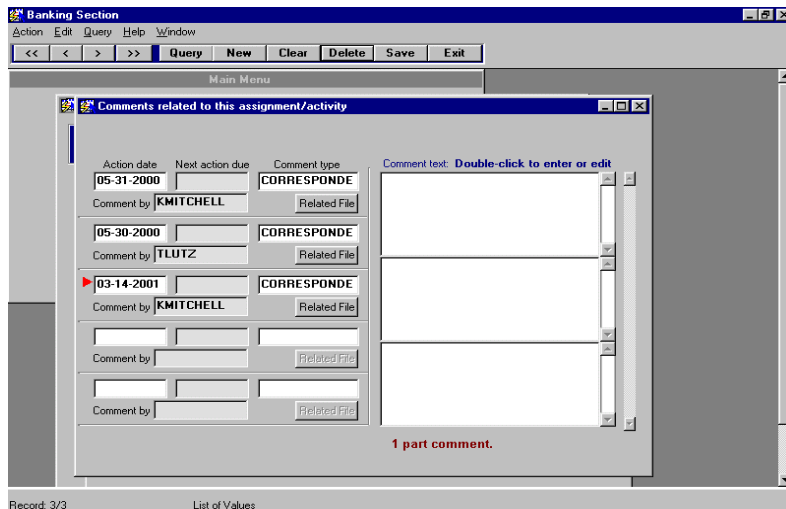 Banking Section
Action Edit Query Help Window
<< < > >> Query New Clear Delete Save Exit
Main Menu
Comments related to this assignment/activity
Action date Next action due Comment type Comment text: Double-click to enter or edit
05-31-2000 CORRESPONDE
Comment by KMITCHELL Related File
05-30-2000 CORRESPONDE
Comment by TLUTZ Related File
03-14-2001 CORRESPONDE
Comment by KMITCHELL Related File
Comment by Related File
Comment by Related File
1 part comment.
Record: 3/3 List of Values